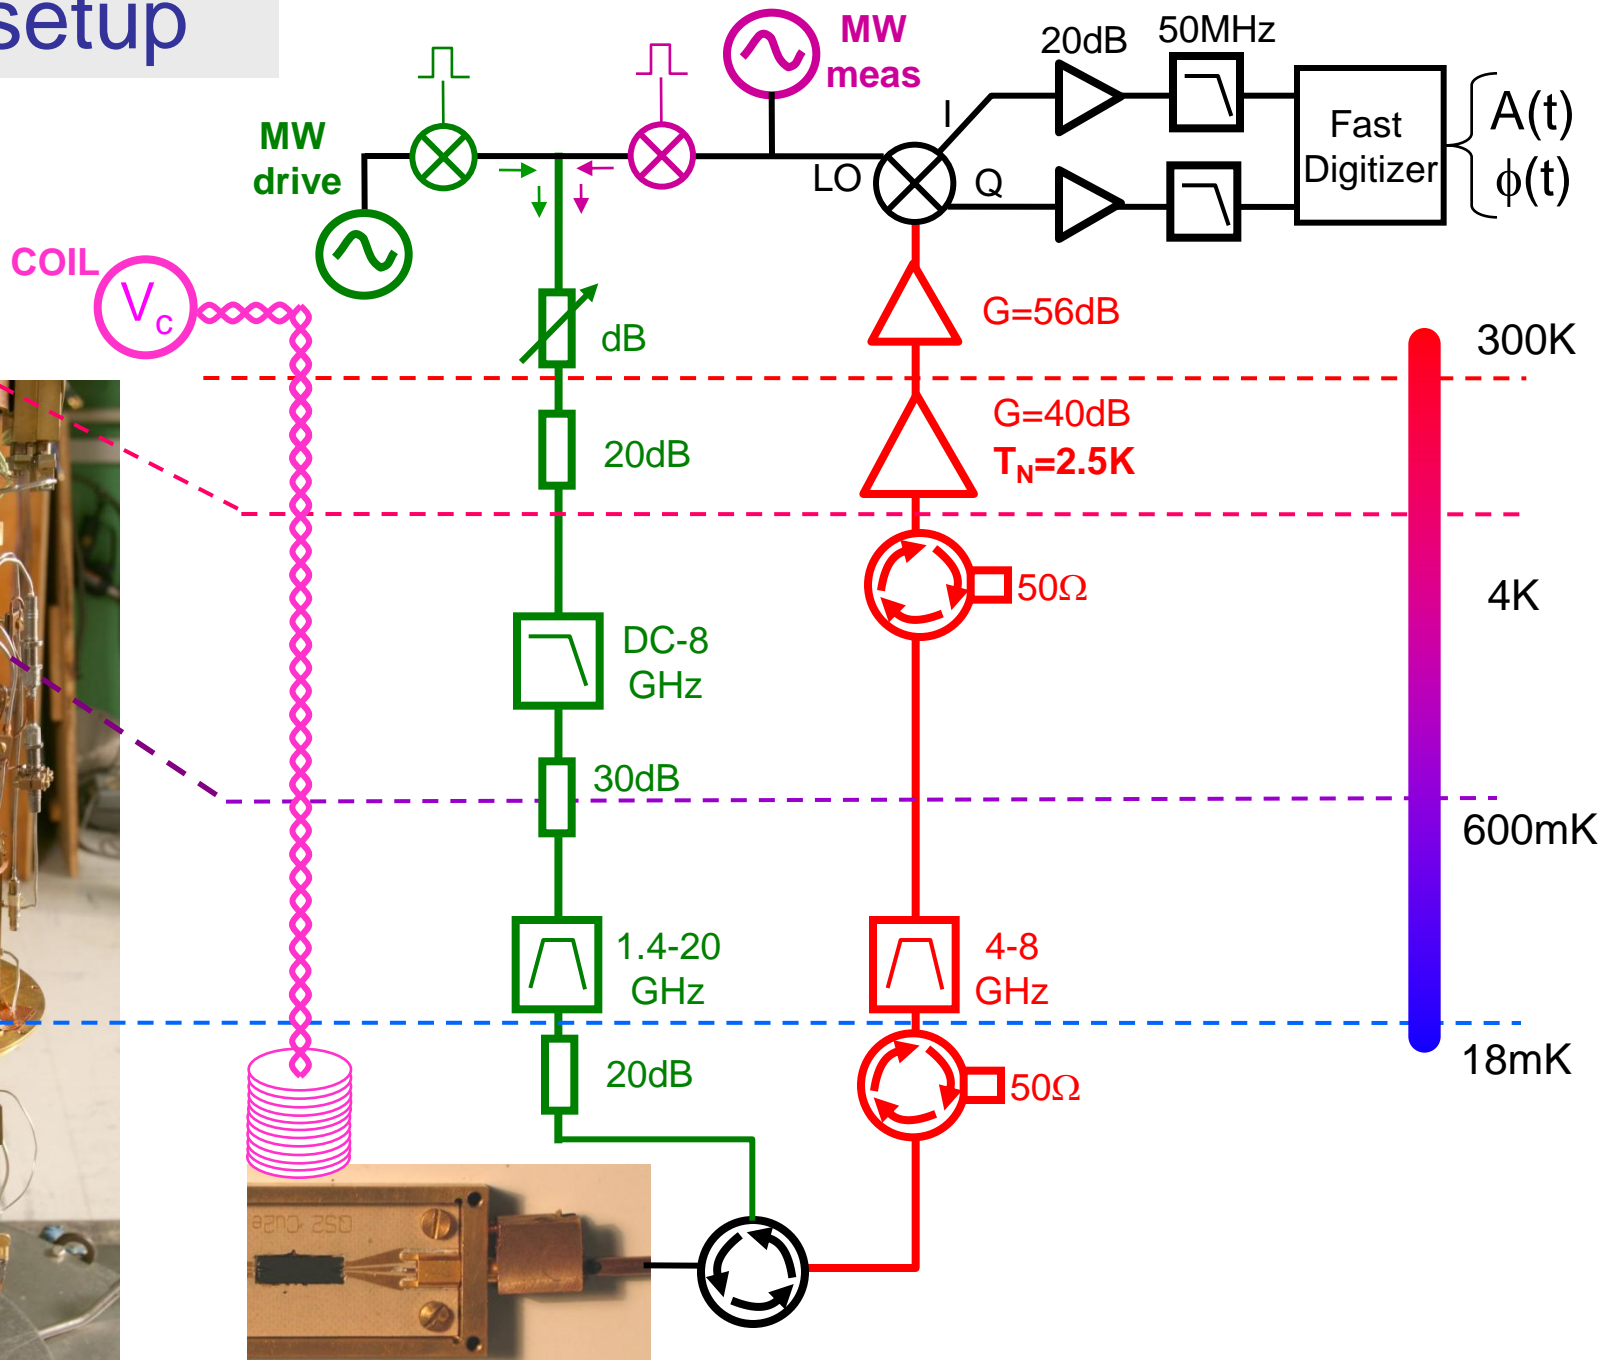 setup
MW
meas
20dB
50MHz
MW
drive
I
LO
Q
Fast
Digitizer
A(t)
ϕ(t)
COIL
Vc
dB
G=56dB
300K
20dB
G=40dB
TN=2.5K
50Ω
4K
DC-8
GHz
30dB
600mK
1.4-20
GHz
4-8
GHz
20dB
50Ω
18mK